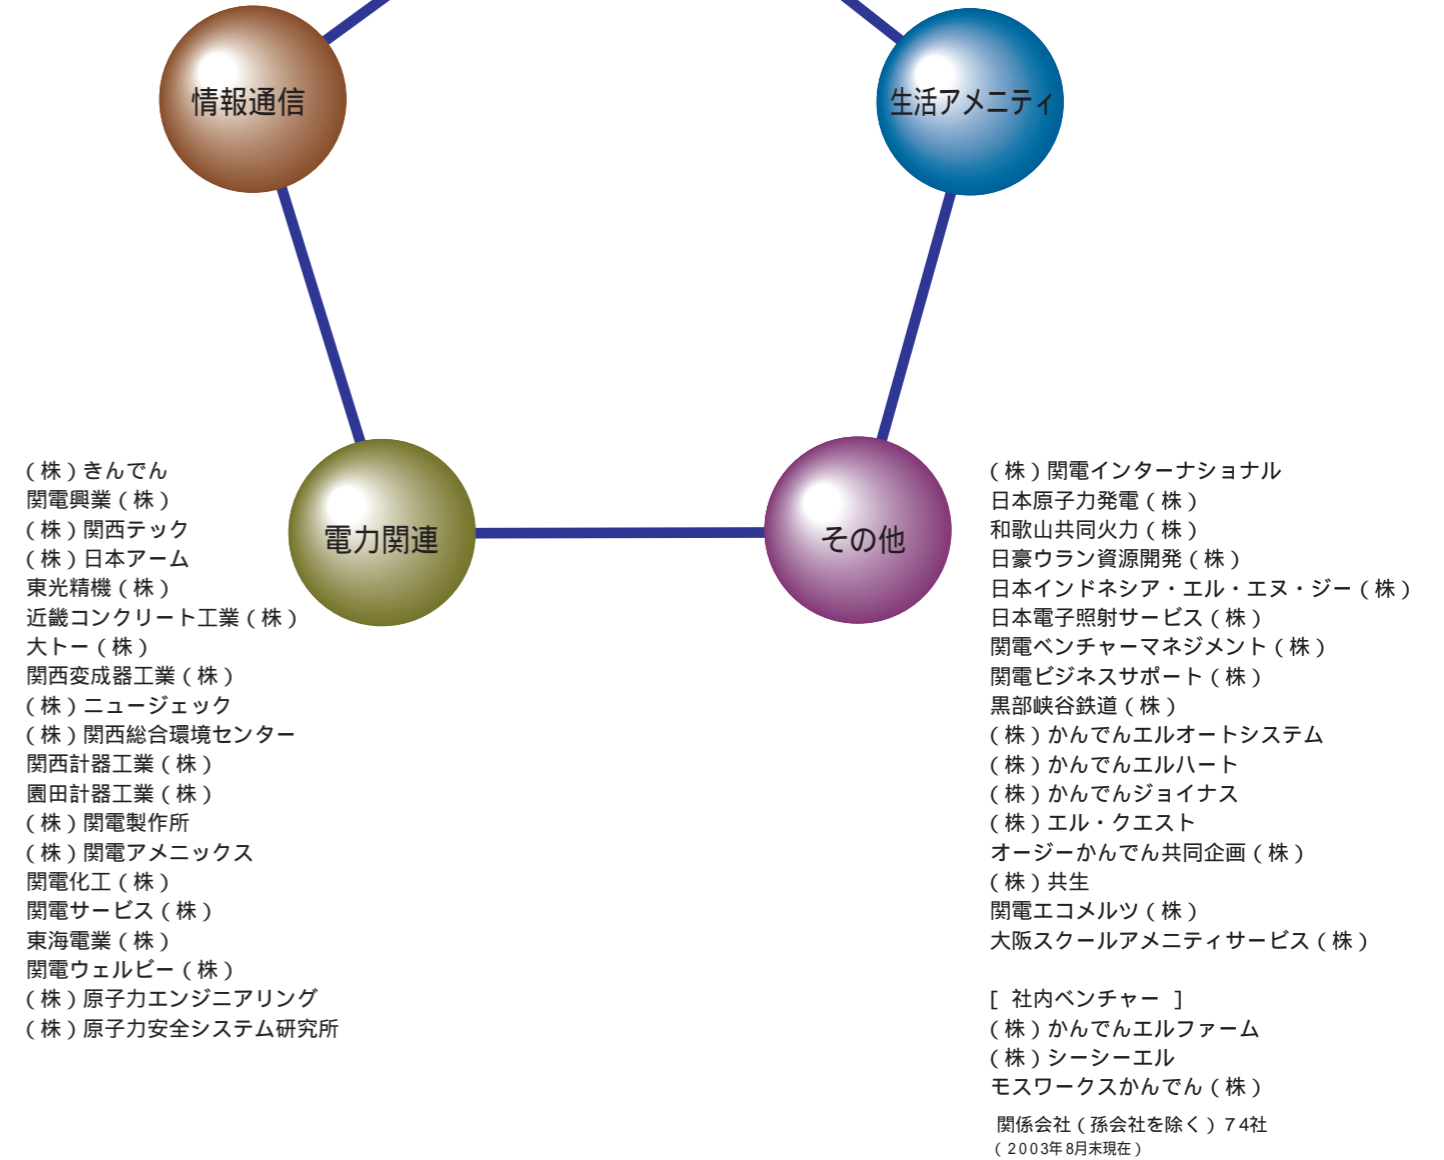 情報通信
生活アメニティ
電力関連
その他
(株)きんでん
関電興業(株)
(株)関西テック
(株)日本アーム
東光精機(株)
近畿コンクリート工業(株)
大トー(株)
関西変成器工業(株)
(株)ニュージェック
(株)関西総合環境センター
関西計器工業(株)
園田計器工業(株)
(株)関電製作所
(株)関電アメニックス
関電化工(株)
関電サービス(株)
東海電業(株)
関電ウェルビー(株)
(株)原子力エンジニアリング
(株)原子力安全システム研究所
(株)関電インターナショナル
日本原子力発電(株)
和歌山共同火力(株)
日豪ウラン資源開発(株)
日本インドネシア・エル・エヌ・ジー(株)
日本電子照射サービス(株)
関電ベンチャーマネジメント(株)
関電ビジネスサポート(株)
黒部峡谷鉄道(株)
(株)かんでんエルオートシステム
(株)かんでんエルハート
(株)かんでんジョイナス
(株)エル・クエスト
オージーかんでん共同企画(株)
(株)共生
関電エコメルツ(株)
大阪スクールアメニティサービス(株)
[ 社内ベンチャー ]
(株)かんでんエルファーム
(株)シーシーエル
モスワークスかんでん(株)
関係会社(孫会社を除く)74社
(2003年8月末現在)